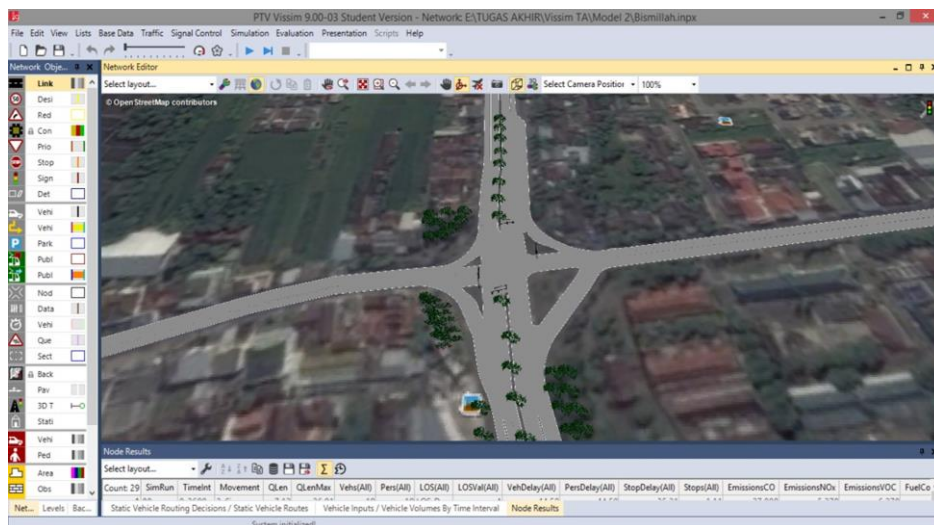 PTV Vissim 9.00-03 Student Version - Network: E:\TUGAS AKHIR\Vissim TA\Model 2\Bismillah.inpx
File Edit View Lists Base Data Traffic Signal Control Simulation Evaluation Presentation Scripts Help
Network Obje...
Network Editor
Select layout...
Select Camera Position
100%
© OpenStreetMap contributors
Link
Desi
Red
Con
Prio
Stop
Sign
Det
Vehi
Vehi
Park
Publ
Publ
Nod
Data
Vehi
Que
Sect
Back
Pav
3D T
Stati
Vehi
Ped
Area
Obs
Net... Levels Bac...
Node Results
Select layout...
Count: 29 SimRun TimeInt Movement QLen QLenMax Vehs(All) Pers(All) LOS(All) LOSVal(All) VehDelay(All) PersDelay(All) StopDelay(All) Stops(All) EmissionsCO EmissionsNOx EmissionsVOC FuelCo
Static Vehicle Routing Decisions / Static Vehicle Routes Vehicle Inputs / Vehicle Volumes By Time Interval Node Results
System initialized!